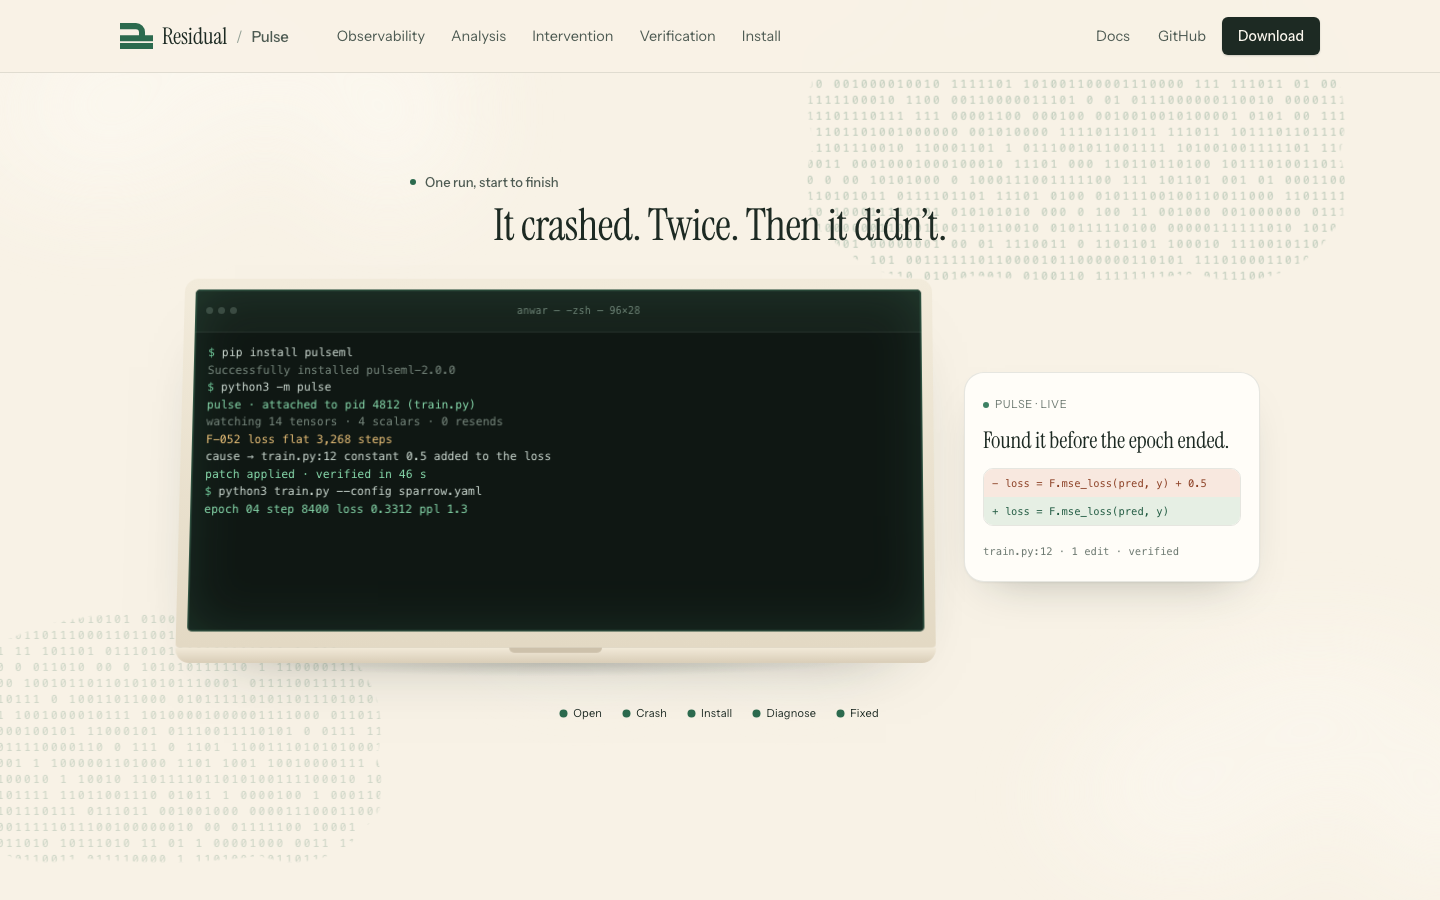 Residual / Pulse
Observability Analysis Intervention Verification Install
Docs GitHub Download
One run, start to finish
It crashed. Twice. Then it didn't.
anwar — -zsh — 96×28
$ pip install pulseml
Successfully installed pulseml-2.0.0
$ python3 -m pulse
pulse · attached to pid 4812 (train.py)
watching 14 tensors · 4 scalars · 0 resends
F-052 loss flat 3,268 steps
cause → train.py:12 constant 0.5 added to the loss
patch applied · verified in 46 s
$ python3 train.py --config sparrow.yaml
epoch 04 step 8400 loss 0.3312 ppl 1.3
PULSE · LIVE
Found it before the epoch ended.
- loss = F.mse_loss(pred, y) + 0.5
+ loss = F.mse_loss(pred, y)
train.py:12 · 1 edit · verified
Open Crash Install Diagnose Fixed